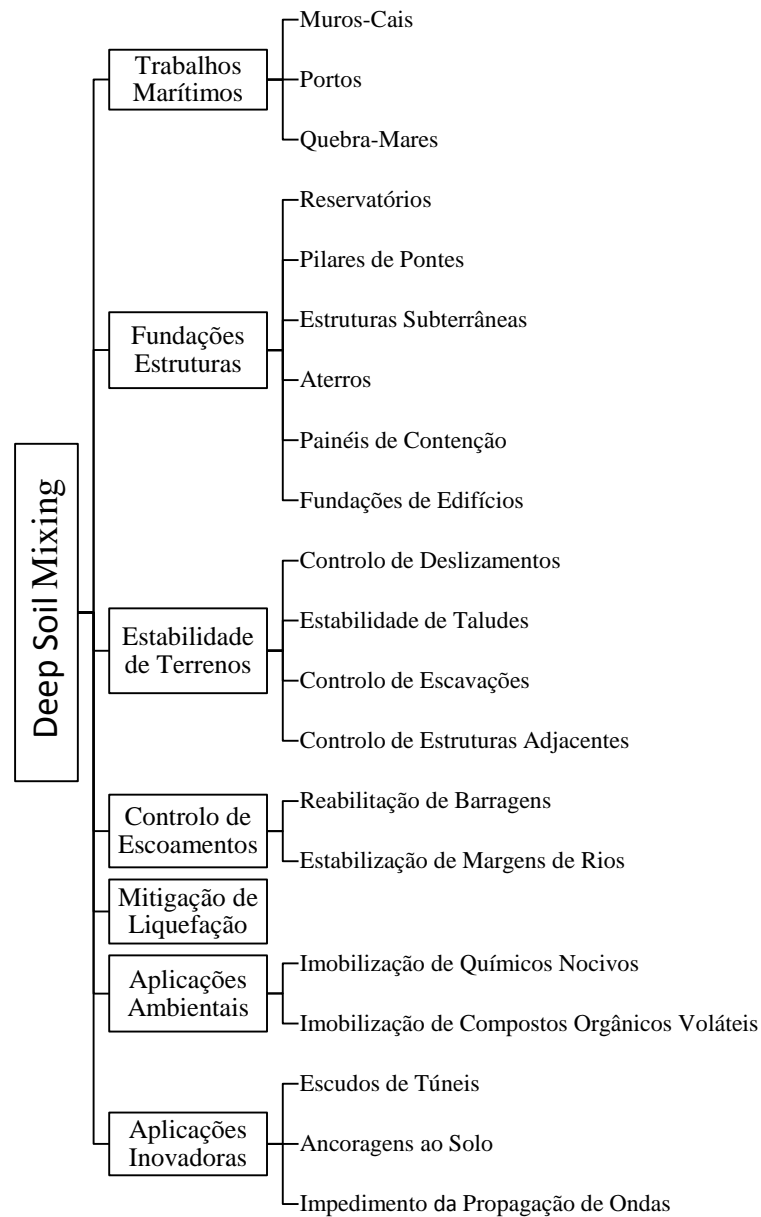 Deep Soil Mixing
Trabalhos
Marítimos
Muros-Cais
Portos
Quebra-Mares
Fundações
Estruturas
Reservatórios
Pilares de Pontes
Estruturas Subterrâneas
Aterros
Painéis de Contenção
Fundações de Edifícios
Estabilidade
de Terrenos
Controlo de Deslizamentos
Estabilidade de Taludes
Controlo de Escavações
Controlo de Estruturas Adjacentes
Controlo de
Escoamentos
Reabilitação de Barragens
Estabilização de Margens de Rios
Mitigação de
Liquefação
Aplicações
Ambientais
Imobilização de Químicos Nocivos
Imobilização de Compostos Orgânicos Voláteis
Aplicações
Inovadoras
Escudos de Túneis
Ancoragens ao Solo
Impedimento da Propagação de Ondas